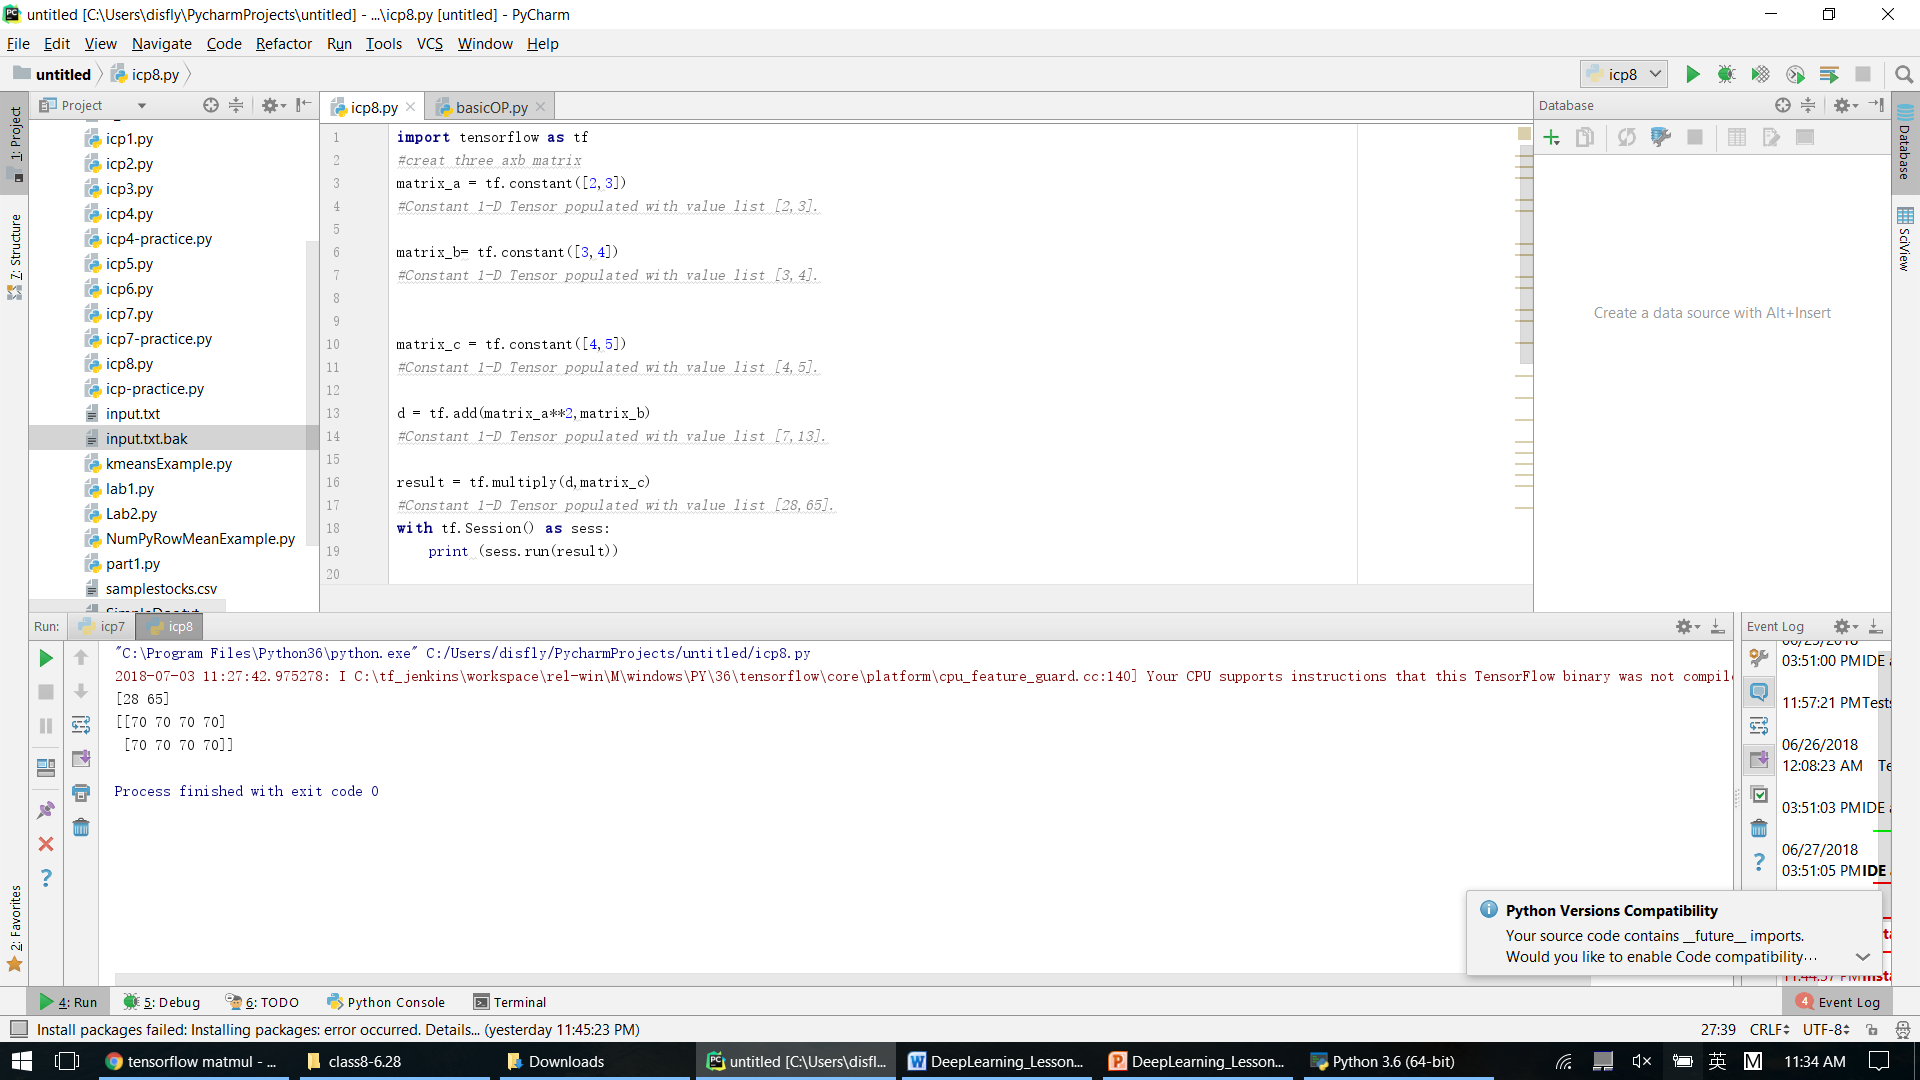 untitled [C:\Users\disfly\PycharmProjects\untitled] - ...\icp8.py [untitled] - PyCharm
File Edit View Navigate Code Refactor Run Tools VCS Window Help
untitled icp8.py icp8
1: Project
7: Structure
2: Favorites
Project
icp1.py
icp2.py
icp3.py
icp4.py
icp4-practice.py
icp5.py
icp6.py
icp7.py
icp7-practice.py
icp8.py
icp-practice.py
input.txt
input.txt.bak
kmeansExample.py
lab1.py
Lab2.py
NumPyRowMeanExample.py
part1.py
samplestocks.csv
icp8.py basicOP.py
1 import tensorflow as tf
2 #creat three axb matrix
3 matrix_a = tf.constant([2,3])
4 #Constant 1-D Tensor populated with value list [2,3].
5
6 matrix_b= tf.constant([3,4])
7 #Constant 1-D Tensor populated with value list [3,4].
8
9
10 matrix_c = tf.constant([4,5])
11 #Constant 1-D Tensor populated with value list [4,5].
12
13 d = tf.add(matrix_a**2,matrix_b)
14 #Constant 1-D Tensor populated with value list [7,13].
15
16 result = tf.multiply(d,matrix_c)
17 #Constant 1-D Tensor populated with value list [28,65].
18 with tf.Session() as sess:
19 print (sess.run(result))
20
Database
Create a data source with Alt+Insert
Database
SciView
Run: icp7 icp8
"C:\Program Files\Python36\python.exe" C:/Users/disfly/PycharmProjects/untitled/icp8.py
2018-07-03 11:27:42.975278: I C:\tf_jenkins\workspace\rel-win\M\windows\PY\36\tensorflow\core\platform\cpu_feature_guard.cc:140] Your CPU supports instructions that this TensorFlow binary was not compile
[28 65]
[[70 70 70 70]
[70 70 70 70]]
Process finished with exit code 0
Event Log
03:51:00 PM IDE
11:57:21 PM Tests
06/26/2018
12:08:23 AM Te
03:51:03 PM IDE
06/27/2018
03:51:05 PM IDE
Python Versions Compatibility
Your source code contains __future__ imports.
Would you like to enable Code compatibility...
4: Run 5: Debug 6: TODO Python Console Terminal 4 Event Log
Install packages failed: Installing packages: error occurred. Details... (yesterday 11:45:23 PM) 27:39 CRLF UTF-8
tensorflow matmul - ... class8-6.28 Downloads untitled [C:\Users\disfl... DeepLearning_Lesson... DeepLearning_Lesson... Python 3.6 (64-bit) 英 M 11:34 AM